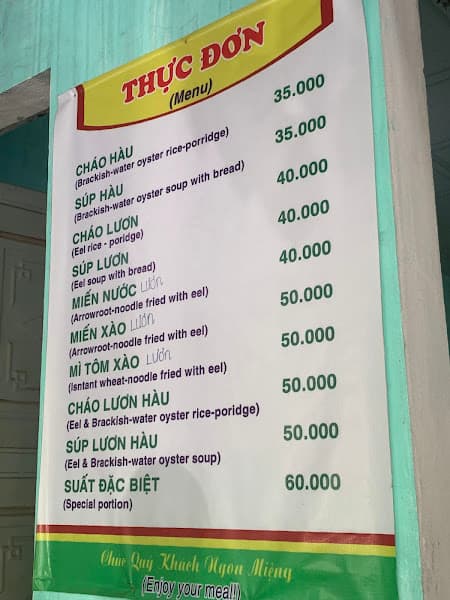 THỰC ĐƠN
(Menu)
CHÁO HÀU 35.000
(Brackish-water oyster rice-porridge)
SÚP HÀU 35.000
(Brackish-water oyster soup with bread)
CHÁO LƯƠN 40.000
(Eel rice - poridge)
SÚP LƯƠN 40.000
(Eel soup with bread)
MIẾN NƯỚC Lươn 40.000
(Arrowroot-noodle fried with eel)
MIẾN XÀO Lươn 50.000
(Arrowroot-noodle fried with eel)
MÌ TÔM XÀO Lươn 50.000
(Isntant wheat-noodle fried with eel)
CHÁO LƯƠN HÀU 50.000
(Eel & Brackish-water oyster rice-poridge)
SÚP LƯƠN HÀU 50.000
(Eel & Brackish-water oyster soup)
SUẤT ĐẶC BIỆT 60.000
(Special portion)
Chúc Quý Khách Ngon Miệng
(Enjoy your meal!)